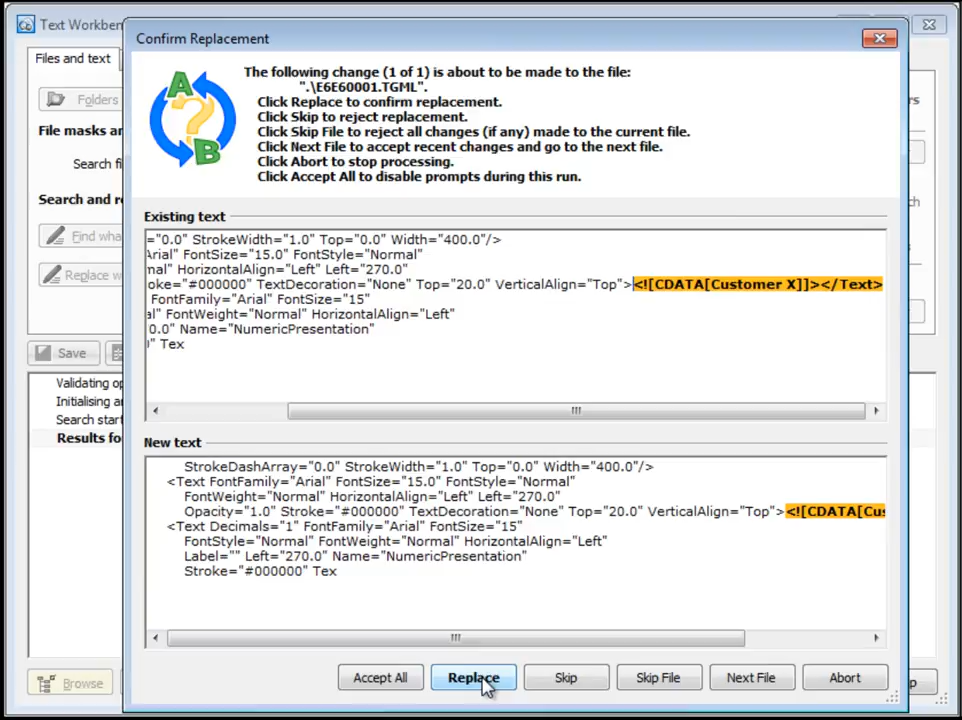 Text Workben
Confirm Replacement
Files and text
Folders
File masks an
Search fi
Search and re
Find wha
Replace w
Save
Validating op
Initialising an
Search start
Results fo
Browse
The following change (1 of 1) is about to be made to the file:
".\E6E60001.TGML".
Click Replace to confirm replacement.
Click Skip to reject replacement.
Click Skip File to reject all changes (if any) made to the current file.
Click Next File to accept recent changes and go to the next file.
Click Abort to stop processing.
Click Accept All to disable prompts during this run.
A
?
B
Existing text
="0.0" StrokeWidth="1.0" Top="0.0" Width="400.0"/>
Arial" FontSize="15.0" FontStyle="Normal"
mal" HorizontalAlign="Left" Left="270.0"
oke="#000000" TextDecoration="None" Top="20.0" VerticalAlign="Top"><![CDATA[Customer X]]></Text>
FontFamily="Arial" FontSize="15"
al" FontWeight="Normal" HorizontalAlign="Left"
0.0" Name="NumericPresentation"
" Tex
New text
StrokeDashArray="0.0" StrokeWidth="1.0" Top="0.0" Width="400.0"/>
<Text FontFamily="Arial" FontSize="15.0" FontStyle="Normal"
FontWeight="Normal" HorizontalAlign="Left" Left="270.0"
Opacity="1.0" Stroke="#000000" TextDecoration="None" Top="20.0" VerticalAlign="Top"><![CDATA[Cus
<Text Decimals="1" FontFamily="Arial" FontSize="15"
FontStyle="Normal" FontWeight="Normal" HorizontalAlign="Left"
Label="" Left="270.0" Name="NumericPresentation"
Stroke="#000000" Tex
Accept All
Replace
Skip
Skip File
Next File
Abort
rs
ch
p